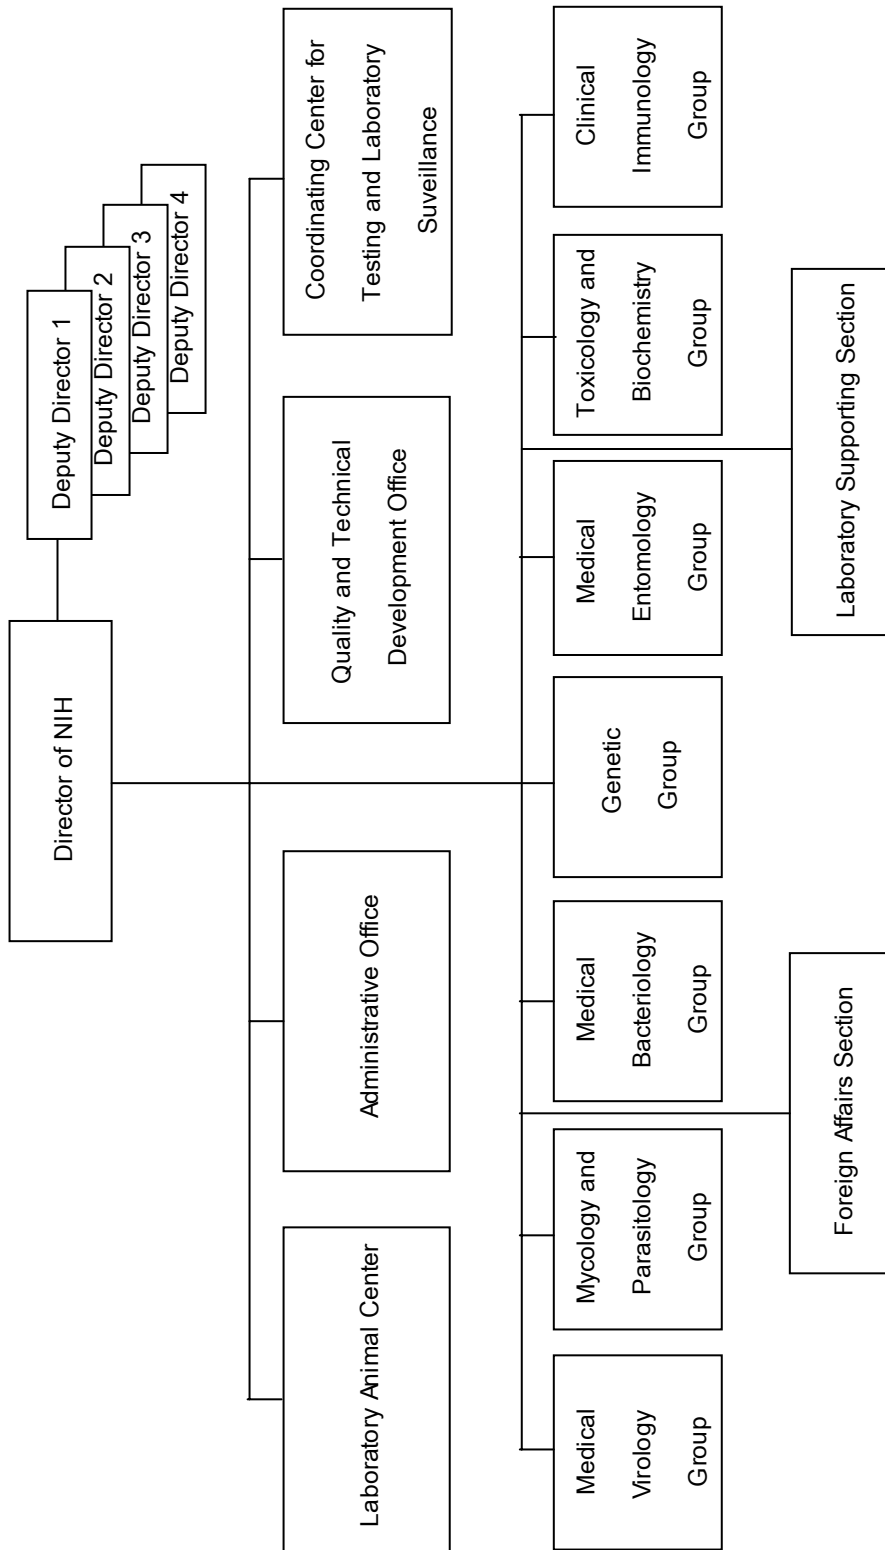 Director of NIH
Deputy Director 1
Deputy Director 2
Deputy Director 3
Deputy Director 4
Laboratory Animal Center
Administrative Office
Quality and Technical
Development Office
Coordinating Center for
Testing and Laboratory
Suveillance
Medical
Virology
Group
Mycology and
Parasitology
Group
Medical
Bacteriology
Group
Genetic
Group
Medical
Entomology
Group
Toxicology and
Biochemistry
Group
Clinical
Immunology
Group
Foreign Affairs Section
Laboratory Supporting Section